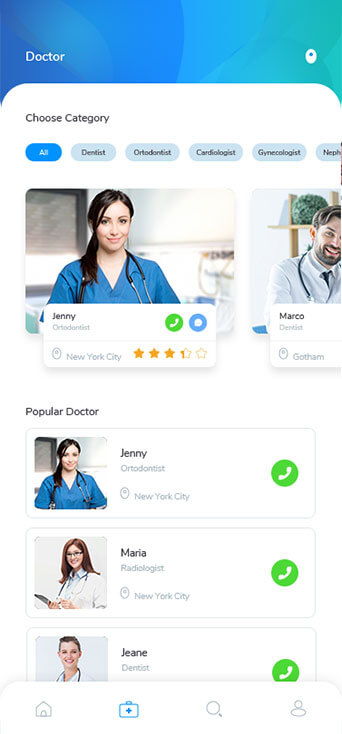 Doctor
Choose Category
All Dentist Ortodontist Cardiologist Gynecologist Neph
Jenny
Ortodontist
New York City
Marco
Dentist
Gotham
Popular Doctor
Jenny
Ortodontist
New York City
Maria
Radiologist
New York City
Jeane
Dentist